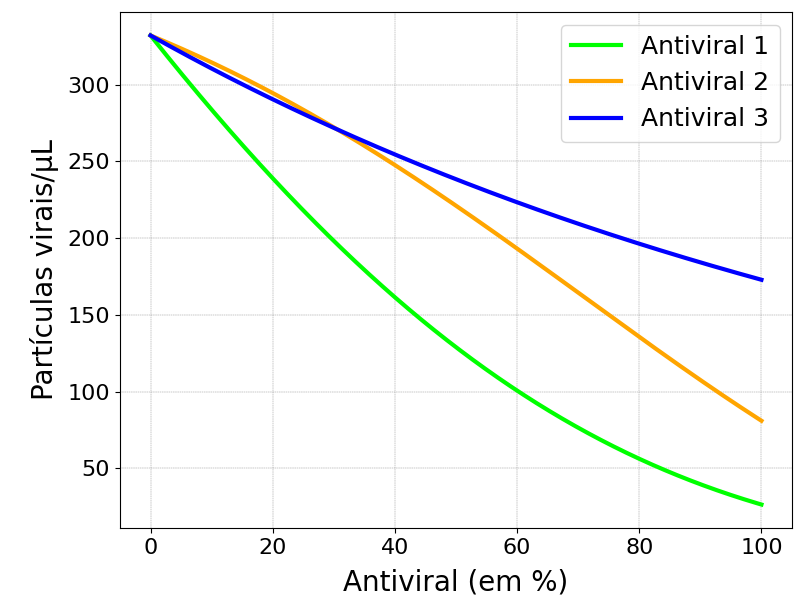 Partículas virais/µL
300
250
200
150
100
50
0 20 40 60 80 100
Antiviral (em %)
Antiviral 1
Antiviral 2
Antiviral 3